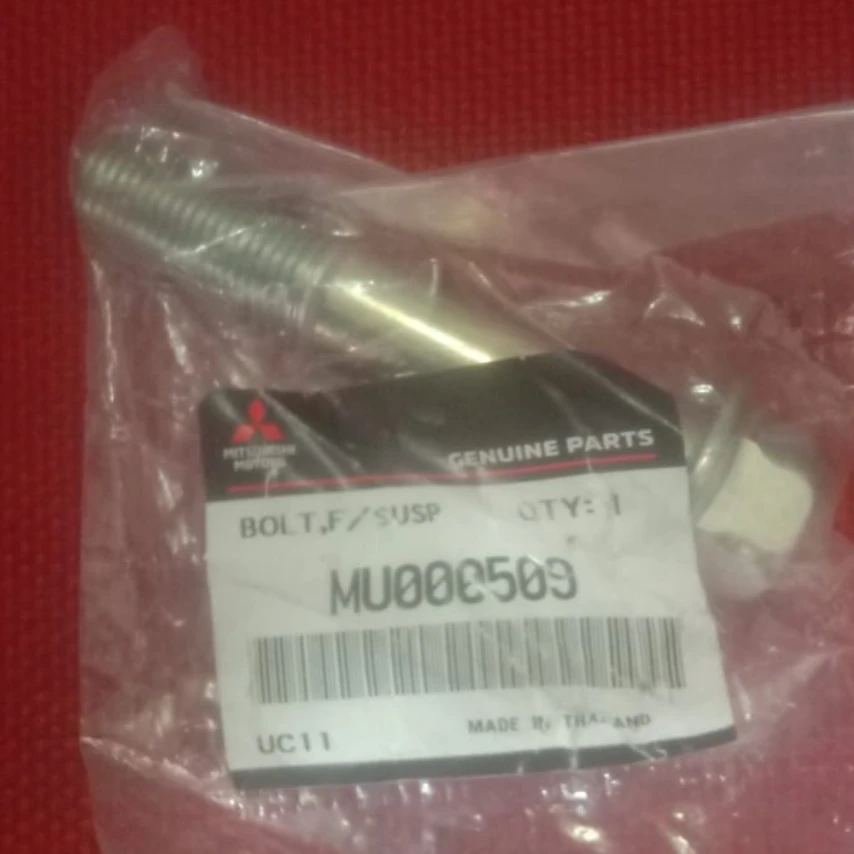 MITSUBISHI
MOTORS
GENUINE PARTS
BOLT,F/SUSP QTY: 1
MU000509
UC11 MADE IN THAILAND